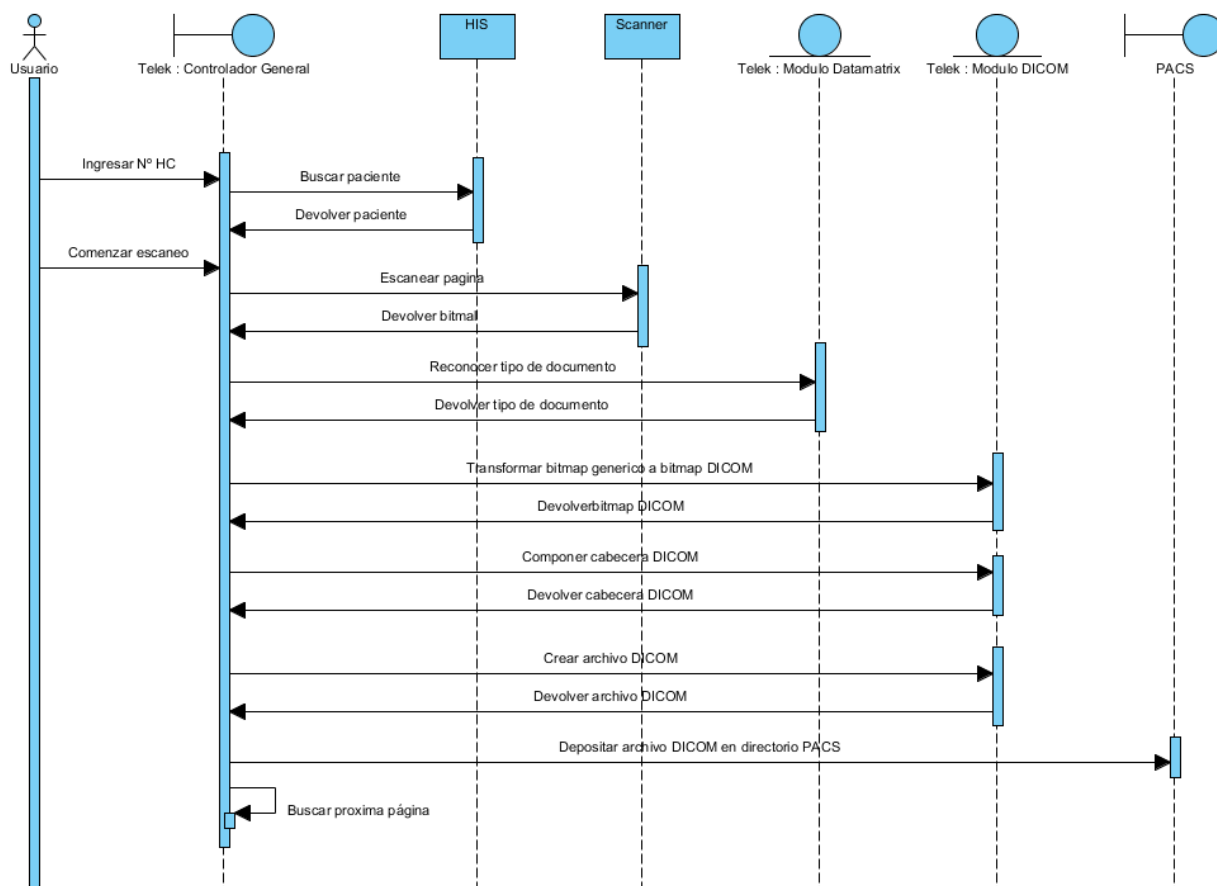 HIS
Scanner
Usuario
Telek : Controlador General
Telek : Modulo Datamatrix
Telek : Modulo DICOM
PACS
Ingresar Nº HC
Buscar paciente
Devolver paciente
Comenzar escaneo
Escanear pagina
Devolver bitmal
Reconocer tipo de documento
Devolver tipo de documento
Transformar bitmap generico a bitmap DICOM
Devolverbitmap DICOM
Componer cabecera DICOM
Devolver cabecera DICOM
Crear archivo DICOM
Devolver archivo DICOM
Depositar archivo DICOM en directorio PACS
Buscar proxima página